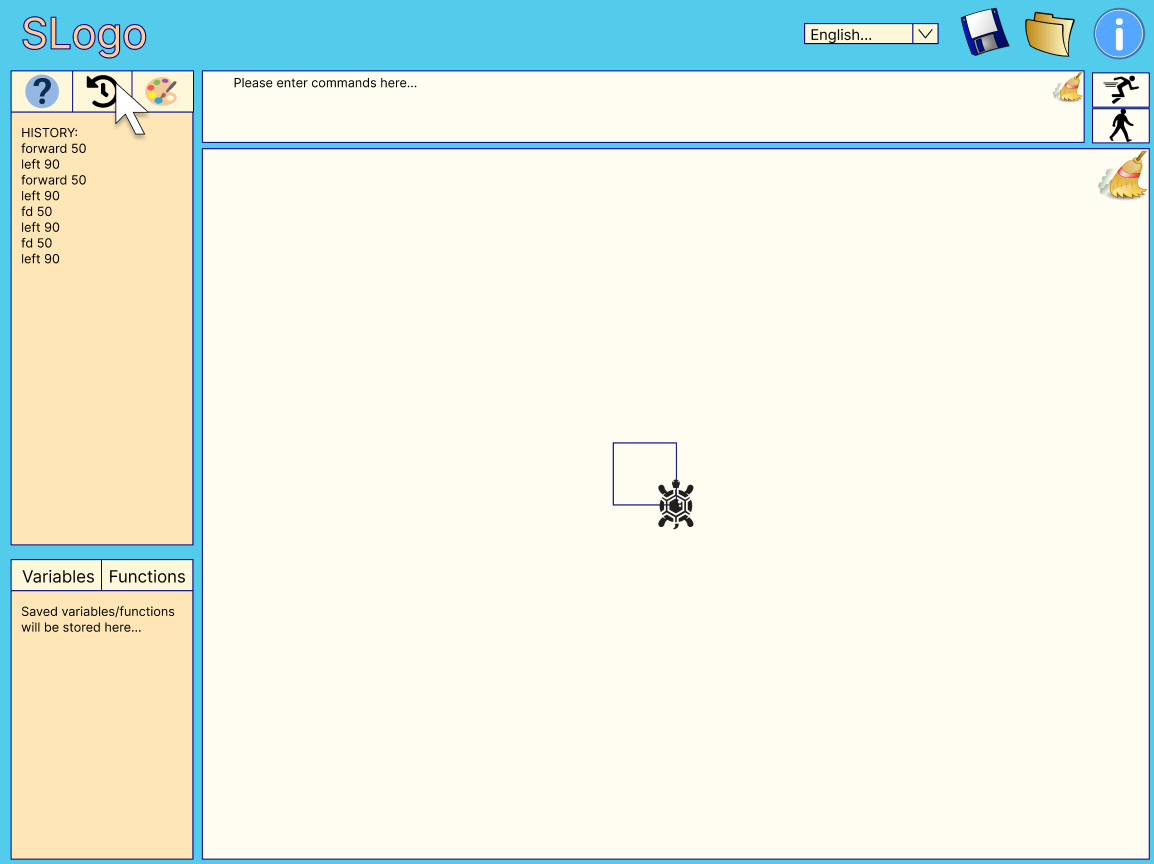 SLogo
English...
Please enter commands here...
HISTORY:
forward 50
left 90
forward 50
left 90
fd 50
left 90
fd 50
left 90
Variables
Functions
Saved variables/functions
will be stored here...